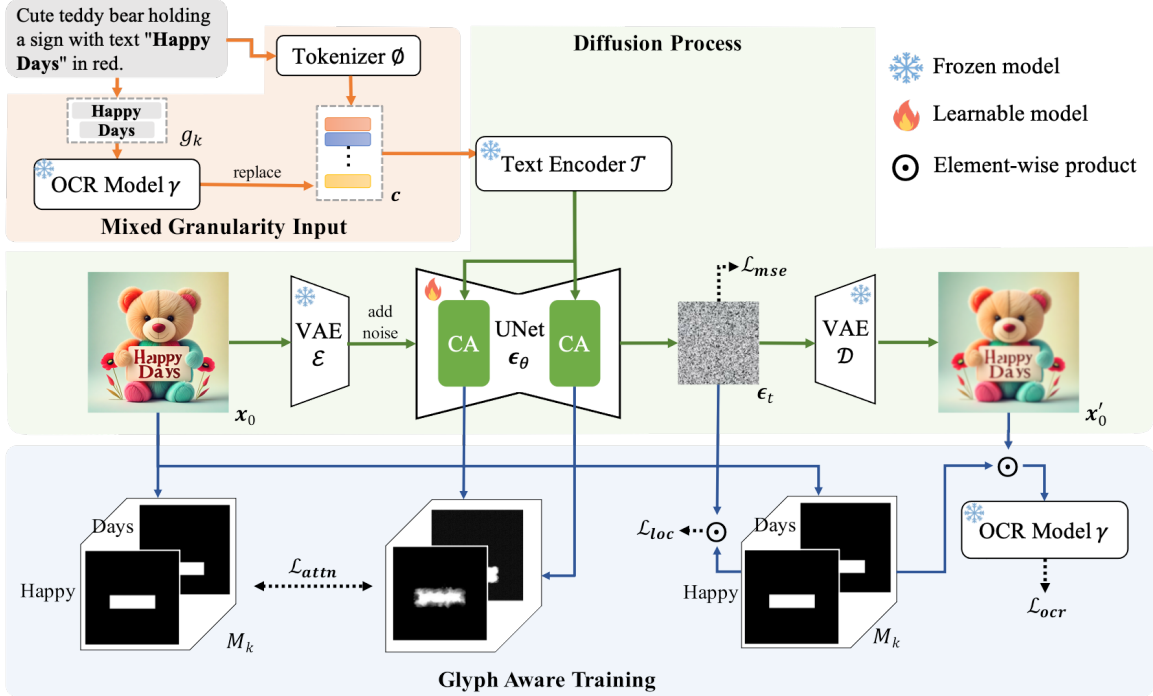 Cute teddy bear holding
a sign with text "Happy
Days" in red.
Tokenizer ∅
Diffusion Process
Frozen model
Learnable model
Element-wise product
Happy
Days
g_k
OCR Model γ
replace
c
Text Encoder 𝒯
Mixed Granularity Input
ℒ_mse
HAPPY
DAYS
x_0
VAE
ℰ
add
noise
CA
UNet
ϵ_θ
CA
ϵ_t
VAE
𝒟
HAPPY
DAYS
x'_0
Days
Happy
M_k
ℒ_attn
ℒ_loc
Days
Happy
M_k
OCR Model γ
ℒ_ocr
Glyph Aware Training